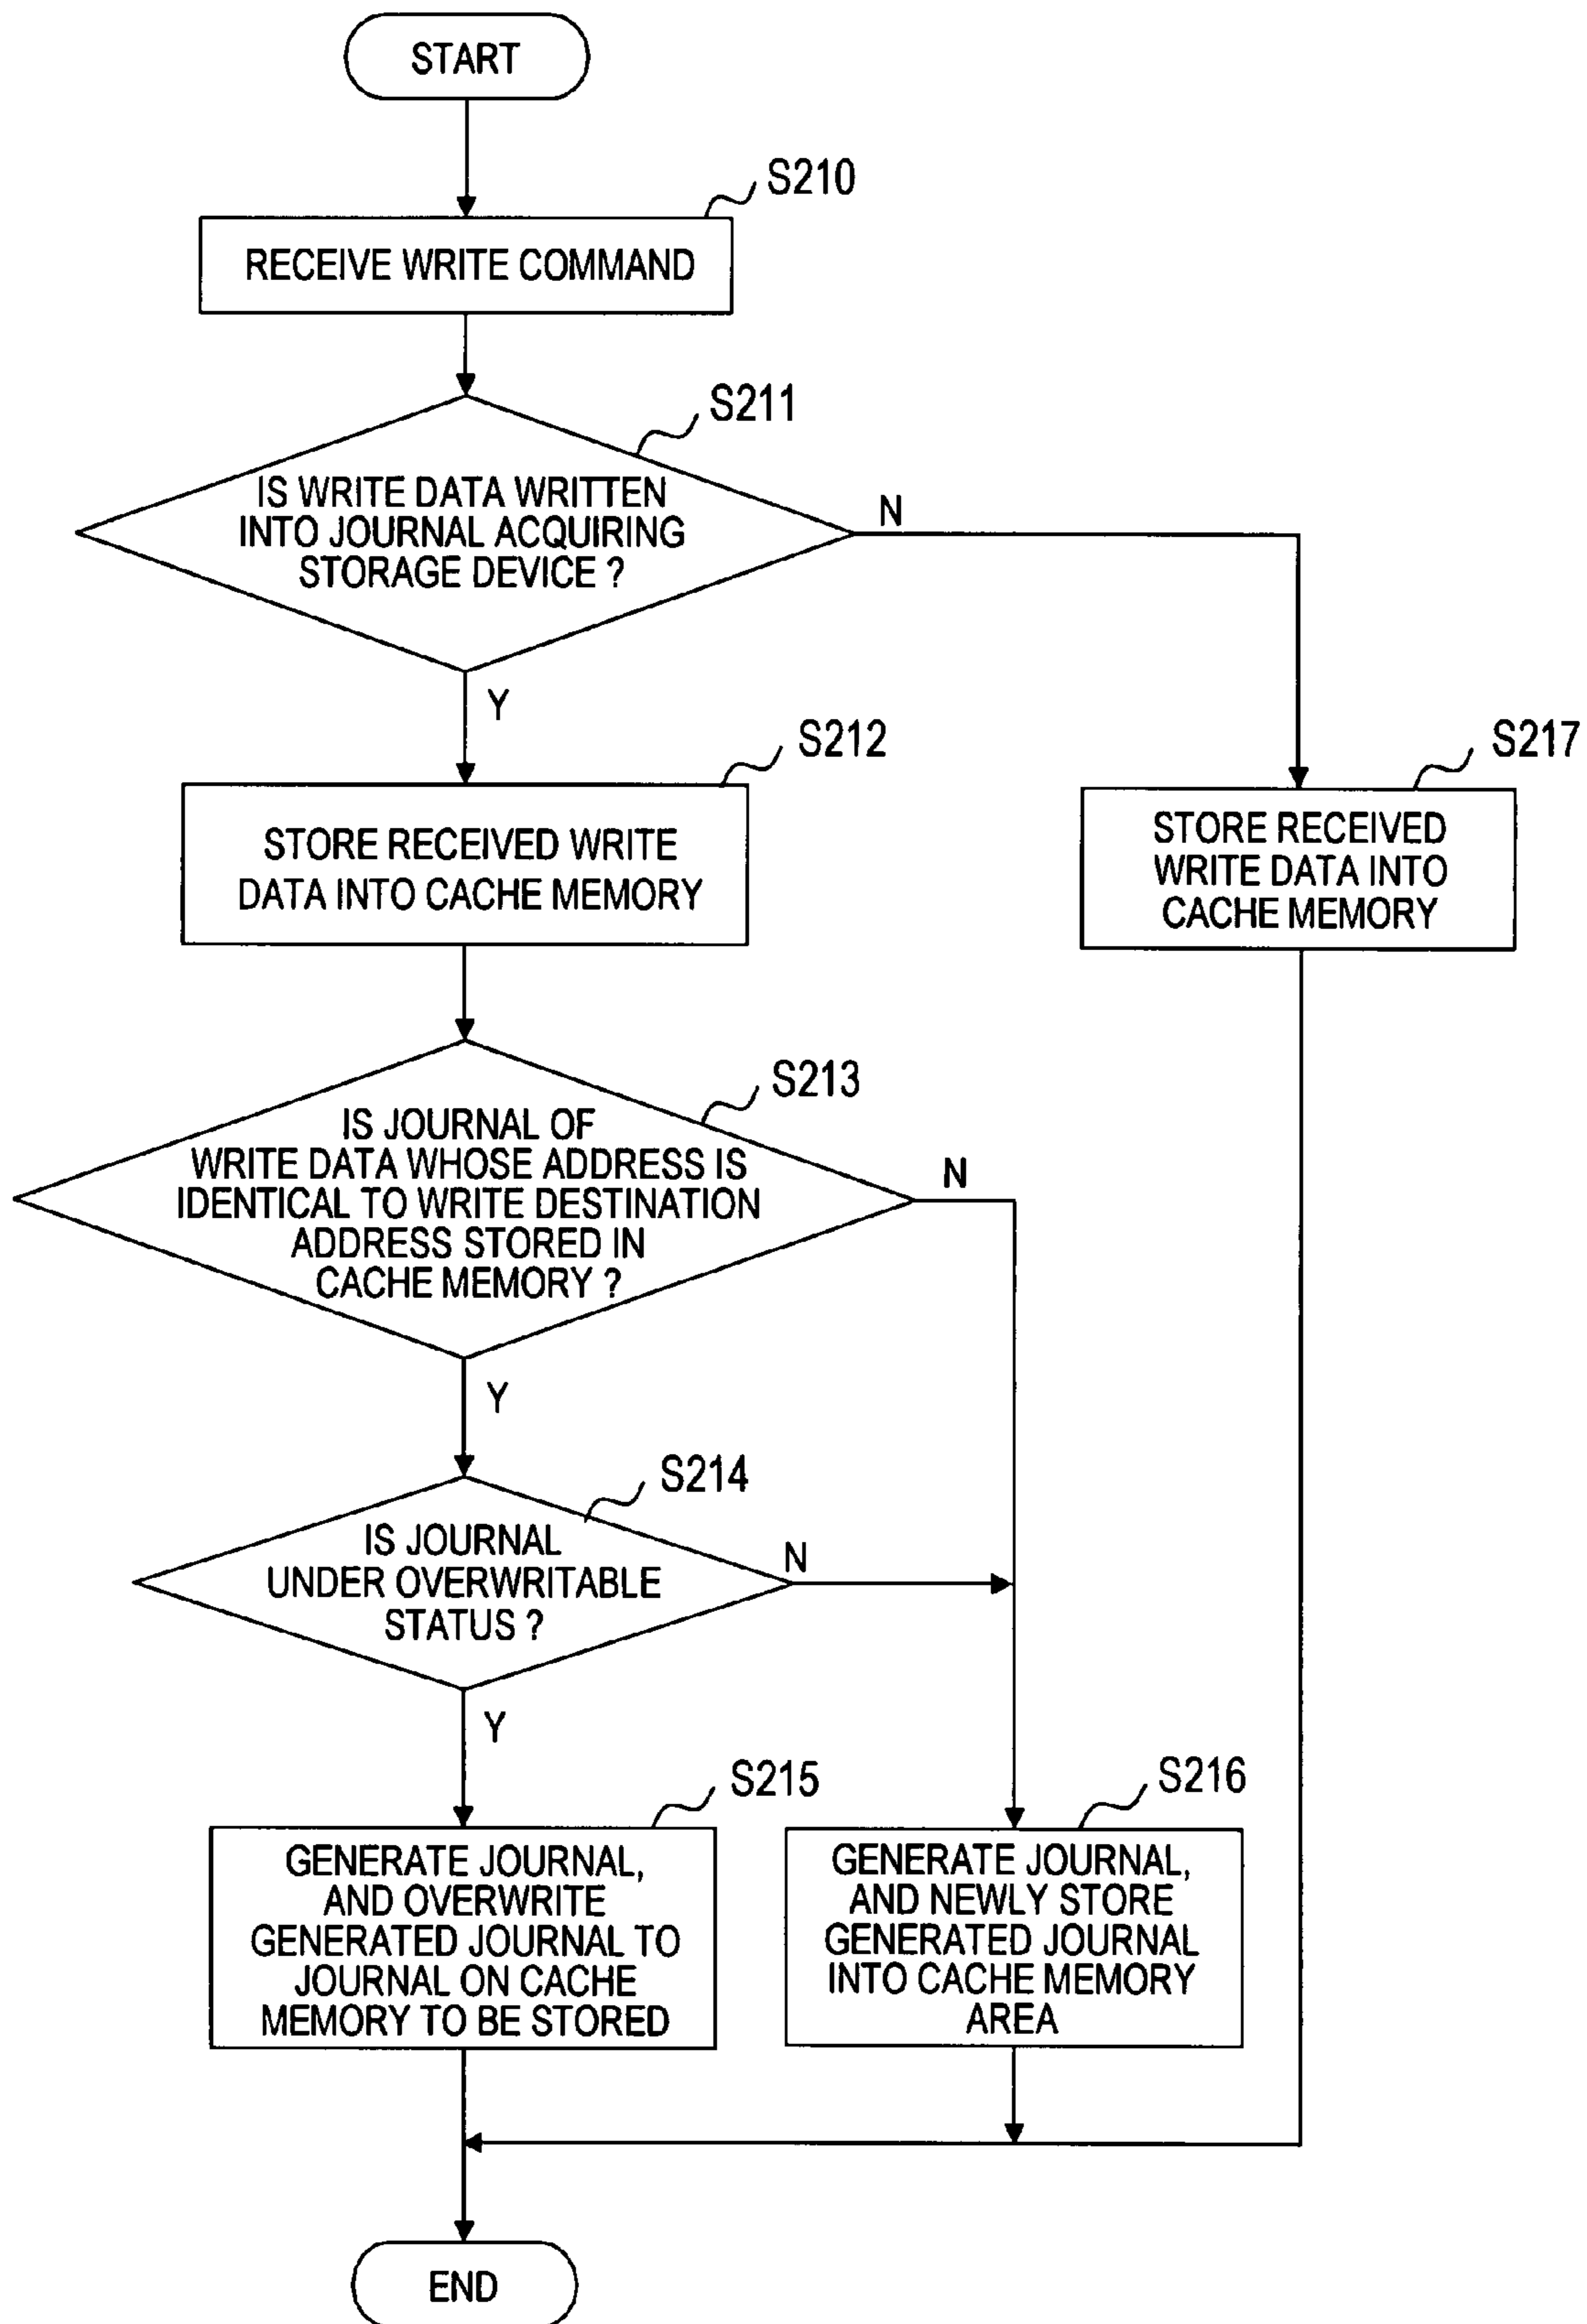 START
S210
RECEIVE WRITE COMMAND
S211
IS WRITE DATA WRITTEN
INTO JOURNAL ACQUIRING
STORAGE DEVICE ?
N
Y
S212
STORE RECEIVED WRITE
DATA INTO CACHE MEMORY
S217
STORE RECEIVED
WRITE DATA INTO
CACHE MEMORY
S213
IS JOURNAL OF
WRITE DATA WHOSE ADDRESS IS
IDENTICAL TO WRITE DESTINATION
ADDRESS STORED IN
CACHE MEMORY ?
N
Y
S214
IS JOURNAL
UNDER OVERWRITABLE
STATUS ?
N
Y
S215
GENERATE JOURNAL,
AND OVERWRITE
GENERATED JOURNAL TO
JOURNAL ON CACHE
MEMORY TO BE STORED
S216
GENERATE JOURNAL,
AND NEWLY STORE
GENERATED JOURNAL
INTO CACHE MEMORY
AREA
END